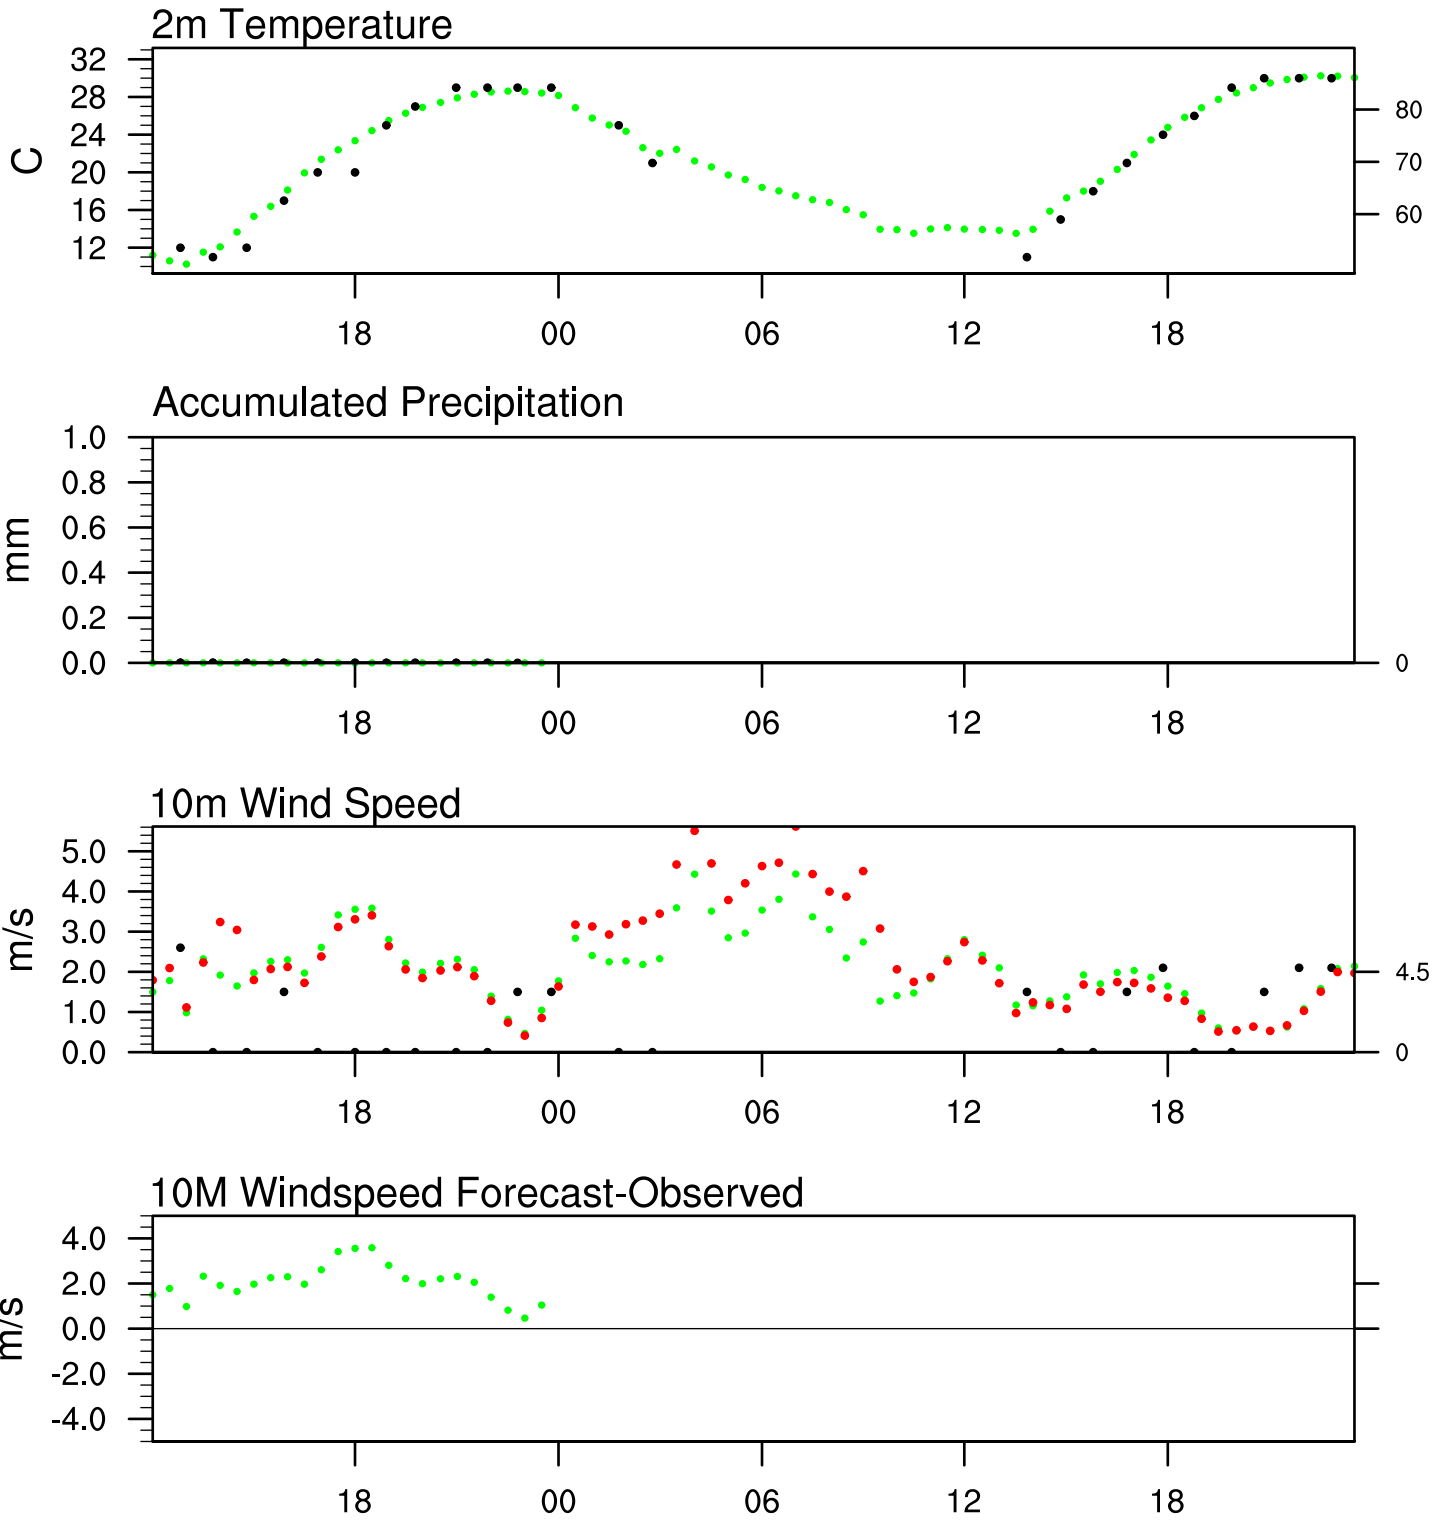 2m Temperature
32
28
24
20
16
12
C
80
70
60
18 00 06 12 18
Accumulated Precipitation
1.0
0.8
0.6
0.4
0.2
0.0
mm
0
18 00 06 12 18
10m Wind Speed
5.0
4.0
3.0
2.0
1.0
0.0
m/s
4.5
0
18 00 06 12 18
10M Windspeed Forecast-Observed
4.0
2.0
0.0
-2.0
-4.0
m/s
18 00 06 12 18